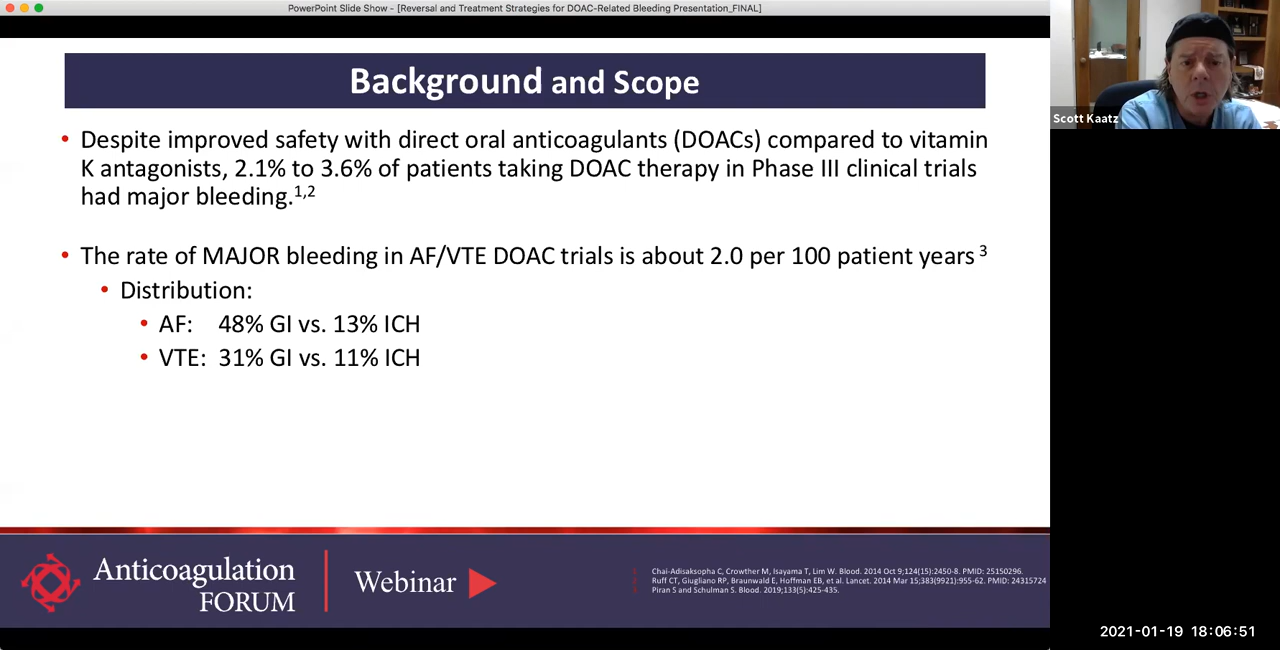 PowerPoint Slide Show - [Reversal and Treatment Strategies for DOAC-Related Bleeding Presentation_FINAL]
Background and Scope
• Despite improved safety with direct oral anticoagulants (DOACs) compared to vitamin
K antagonists, 2.1% to 3.6% of patients taking DOAC therapy in Phase III clinical trials
had major bleeding.1,2
• The rate of MAJOR bleeding in AF/VTE DOAC trials is about 2.0 per 100 patient years 3
• Distribution:
• AF: 48% GI vs. 13% ICH
• VTE: 31% GI vs. 11% ICH
Scott Kaatz
Anticoagulation
FORUM
Webinar
Chai-Adisaksopha C, Crowther M, Isayama T, Lim W. Blood. 2014 Oct 9;124(15):2450-8. PMID: 25150296.
Ruff CT, Giugliano RP, Braunwald E, Hoffman EB, et al. Lancet. 2014 Mar 15;383(9921):955-62. PMID: 24315724
Piran S and Schulman S. Blood. 2019;133(5):425-435.
2021-01-19 18:06:51